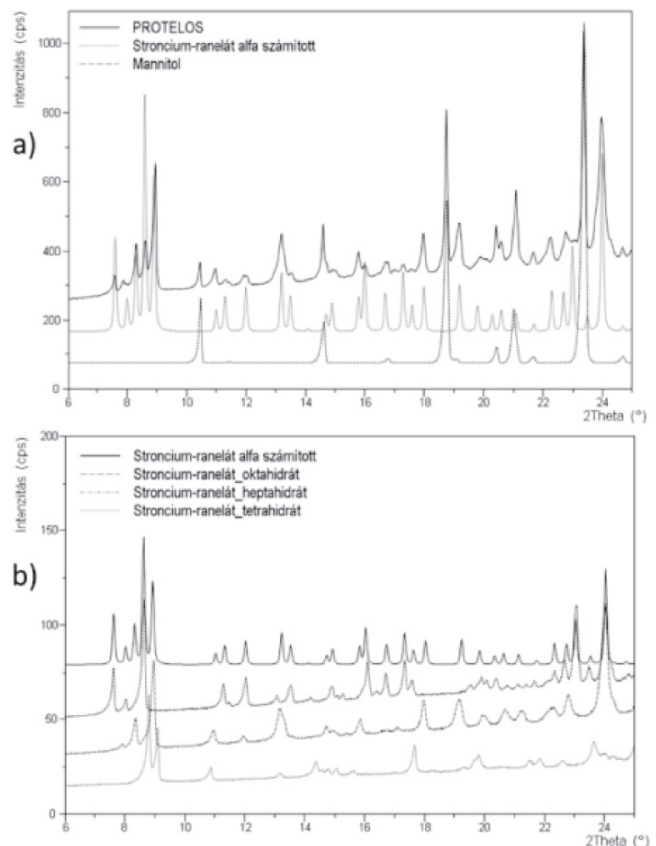 a)
Intenzitás (cps)
PROTELOS
Stroncium-ranelát alfa számított
Mannitol
1000
800
600
400
200
0
6 8 10 12 14 16 18 20 22 24
2Theta (°)
b)
Intenzitás (cps)
Stroncium-ranelát alfa számított
Stroncium-ranelát_oktahidrát
Stroncium-ranelát_heptahidrát
Stroncium-ranelát_tetrahidrát
200
150
100
50
0
6 8 10 12 14 16 18 20 22 24
2Theta (°)